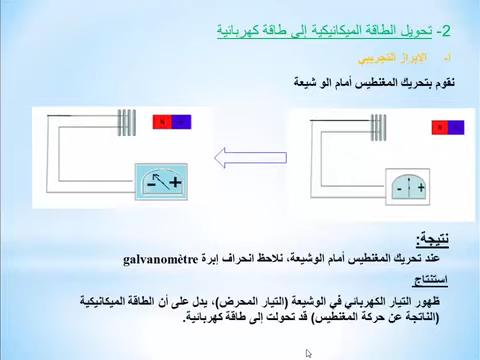 2- تحويل الطاقة الميكانيكية إلى طاقة كهربائية
ا- الابراز التجريبي
نقوم بتحريك المغنطيس أمام الوشيعة
- +
- +
نتيجة:
عند تحريك المغنطيس أمام الوشيعة، نلاحظ انحراف إبرة galvanomètre
استنتاج
ظهور التيار الكهربائي في الوشيعة (التيار المحرض)، يدل على أن الطاقة الميكانيكية
(الناتجة عن حركة المغنطيس) قد تحولت إلى طاقة كهربائية.